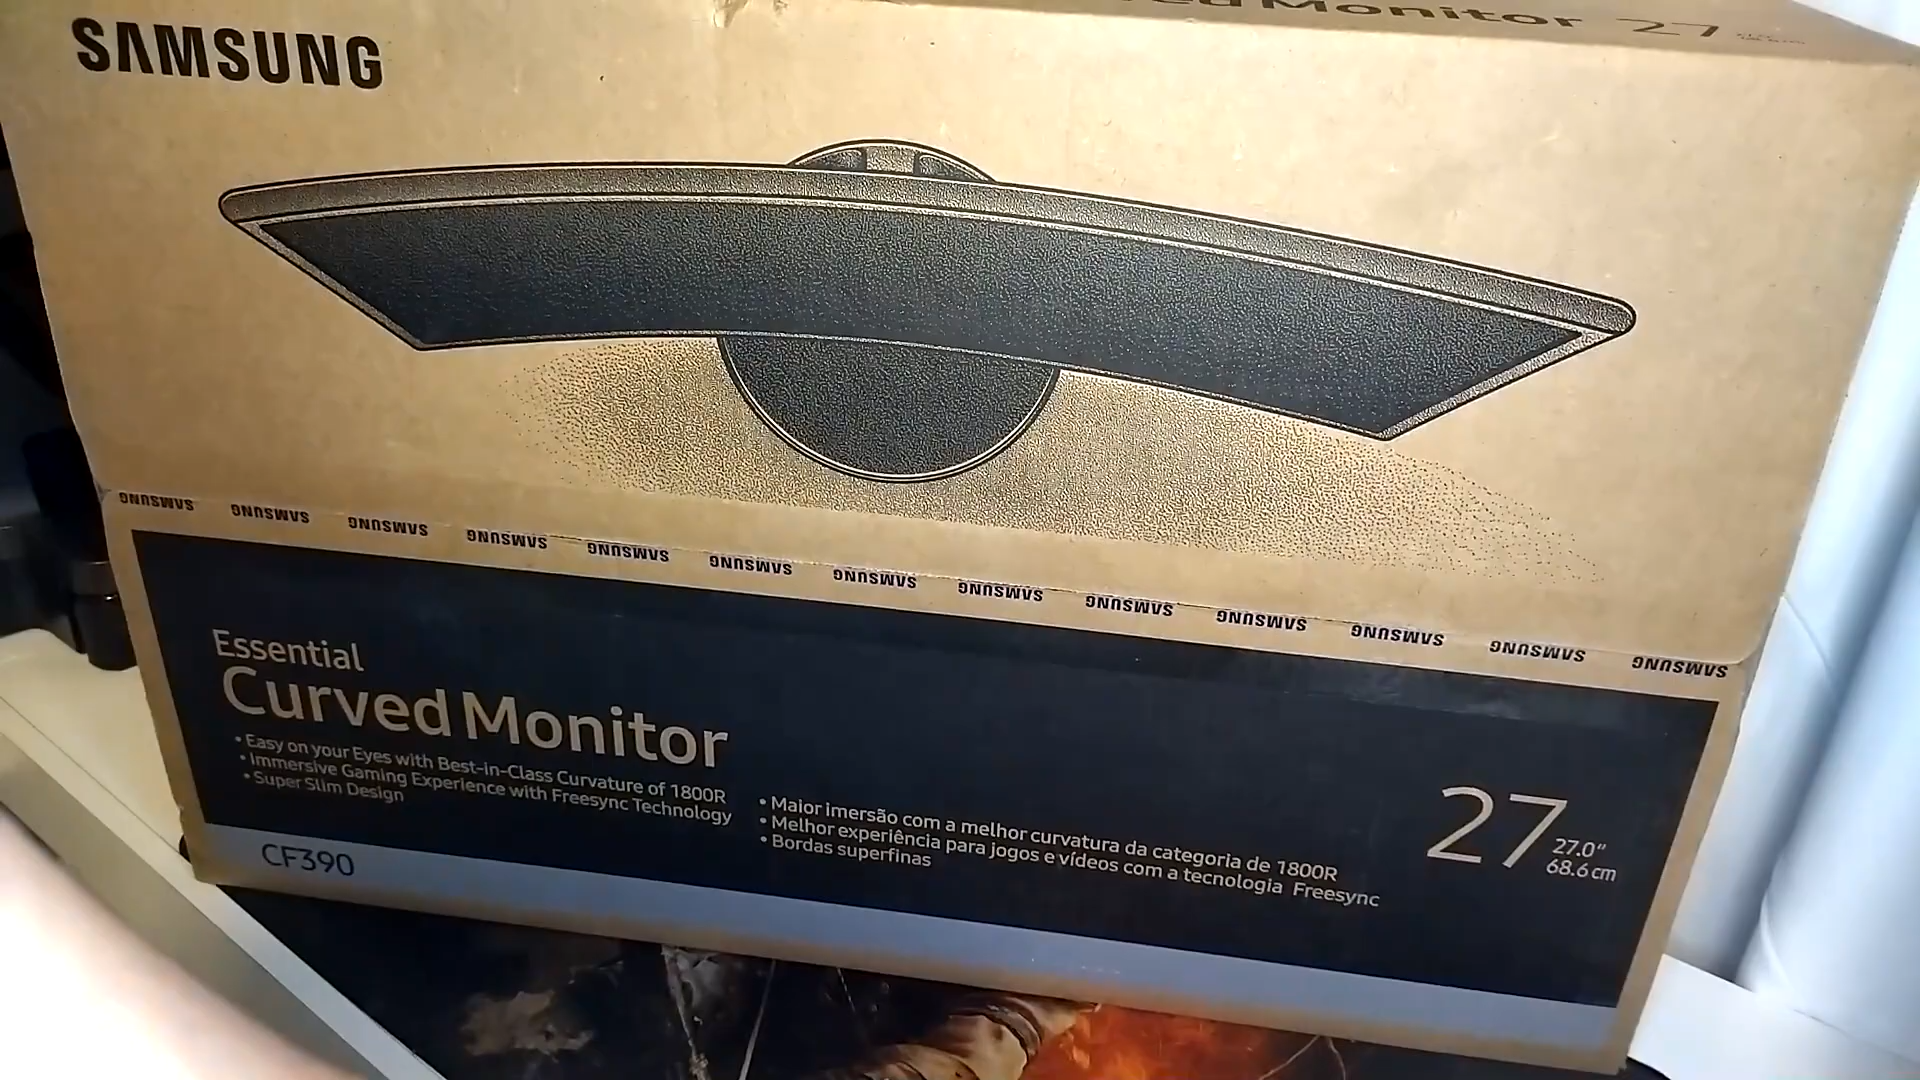 Monitor 27
SAMSUNG
SAMSUNG SAMSUNG SAMSUNG SAMSUNG SAMSUNG SAMSUNG SAMSUNG SAMSUNG SAMSUNG SAMSUNG SAMSUNG SAMSUNG SAMSUNG
Essential
Curved Monitor
• Easy on your Eyes with Best-in-Class Curvature of 1800R
• Immersive Gaming Experience with Freesync Technology
• Super Slim Design
• Maior imersão com a melhor curvatura da categoria de 1800R
• Melhor experiência para jogos e vídeos com a tecnologia Freesync
• Bordas superfinas
27
27.0"
68.6 cm
CF390